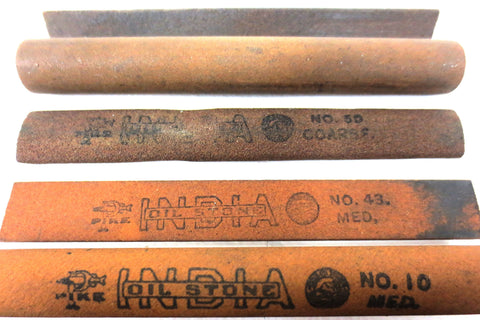 PIKE INDIA NO. 50
COARSE.
PIKE INDIA OIL STONE NO. 43.
MED.
PIKE INDIA OIL STONE NO. 10
MED.